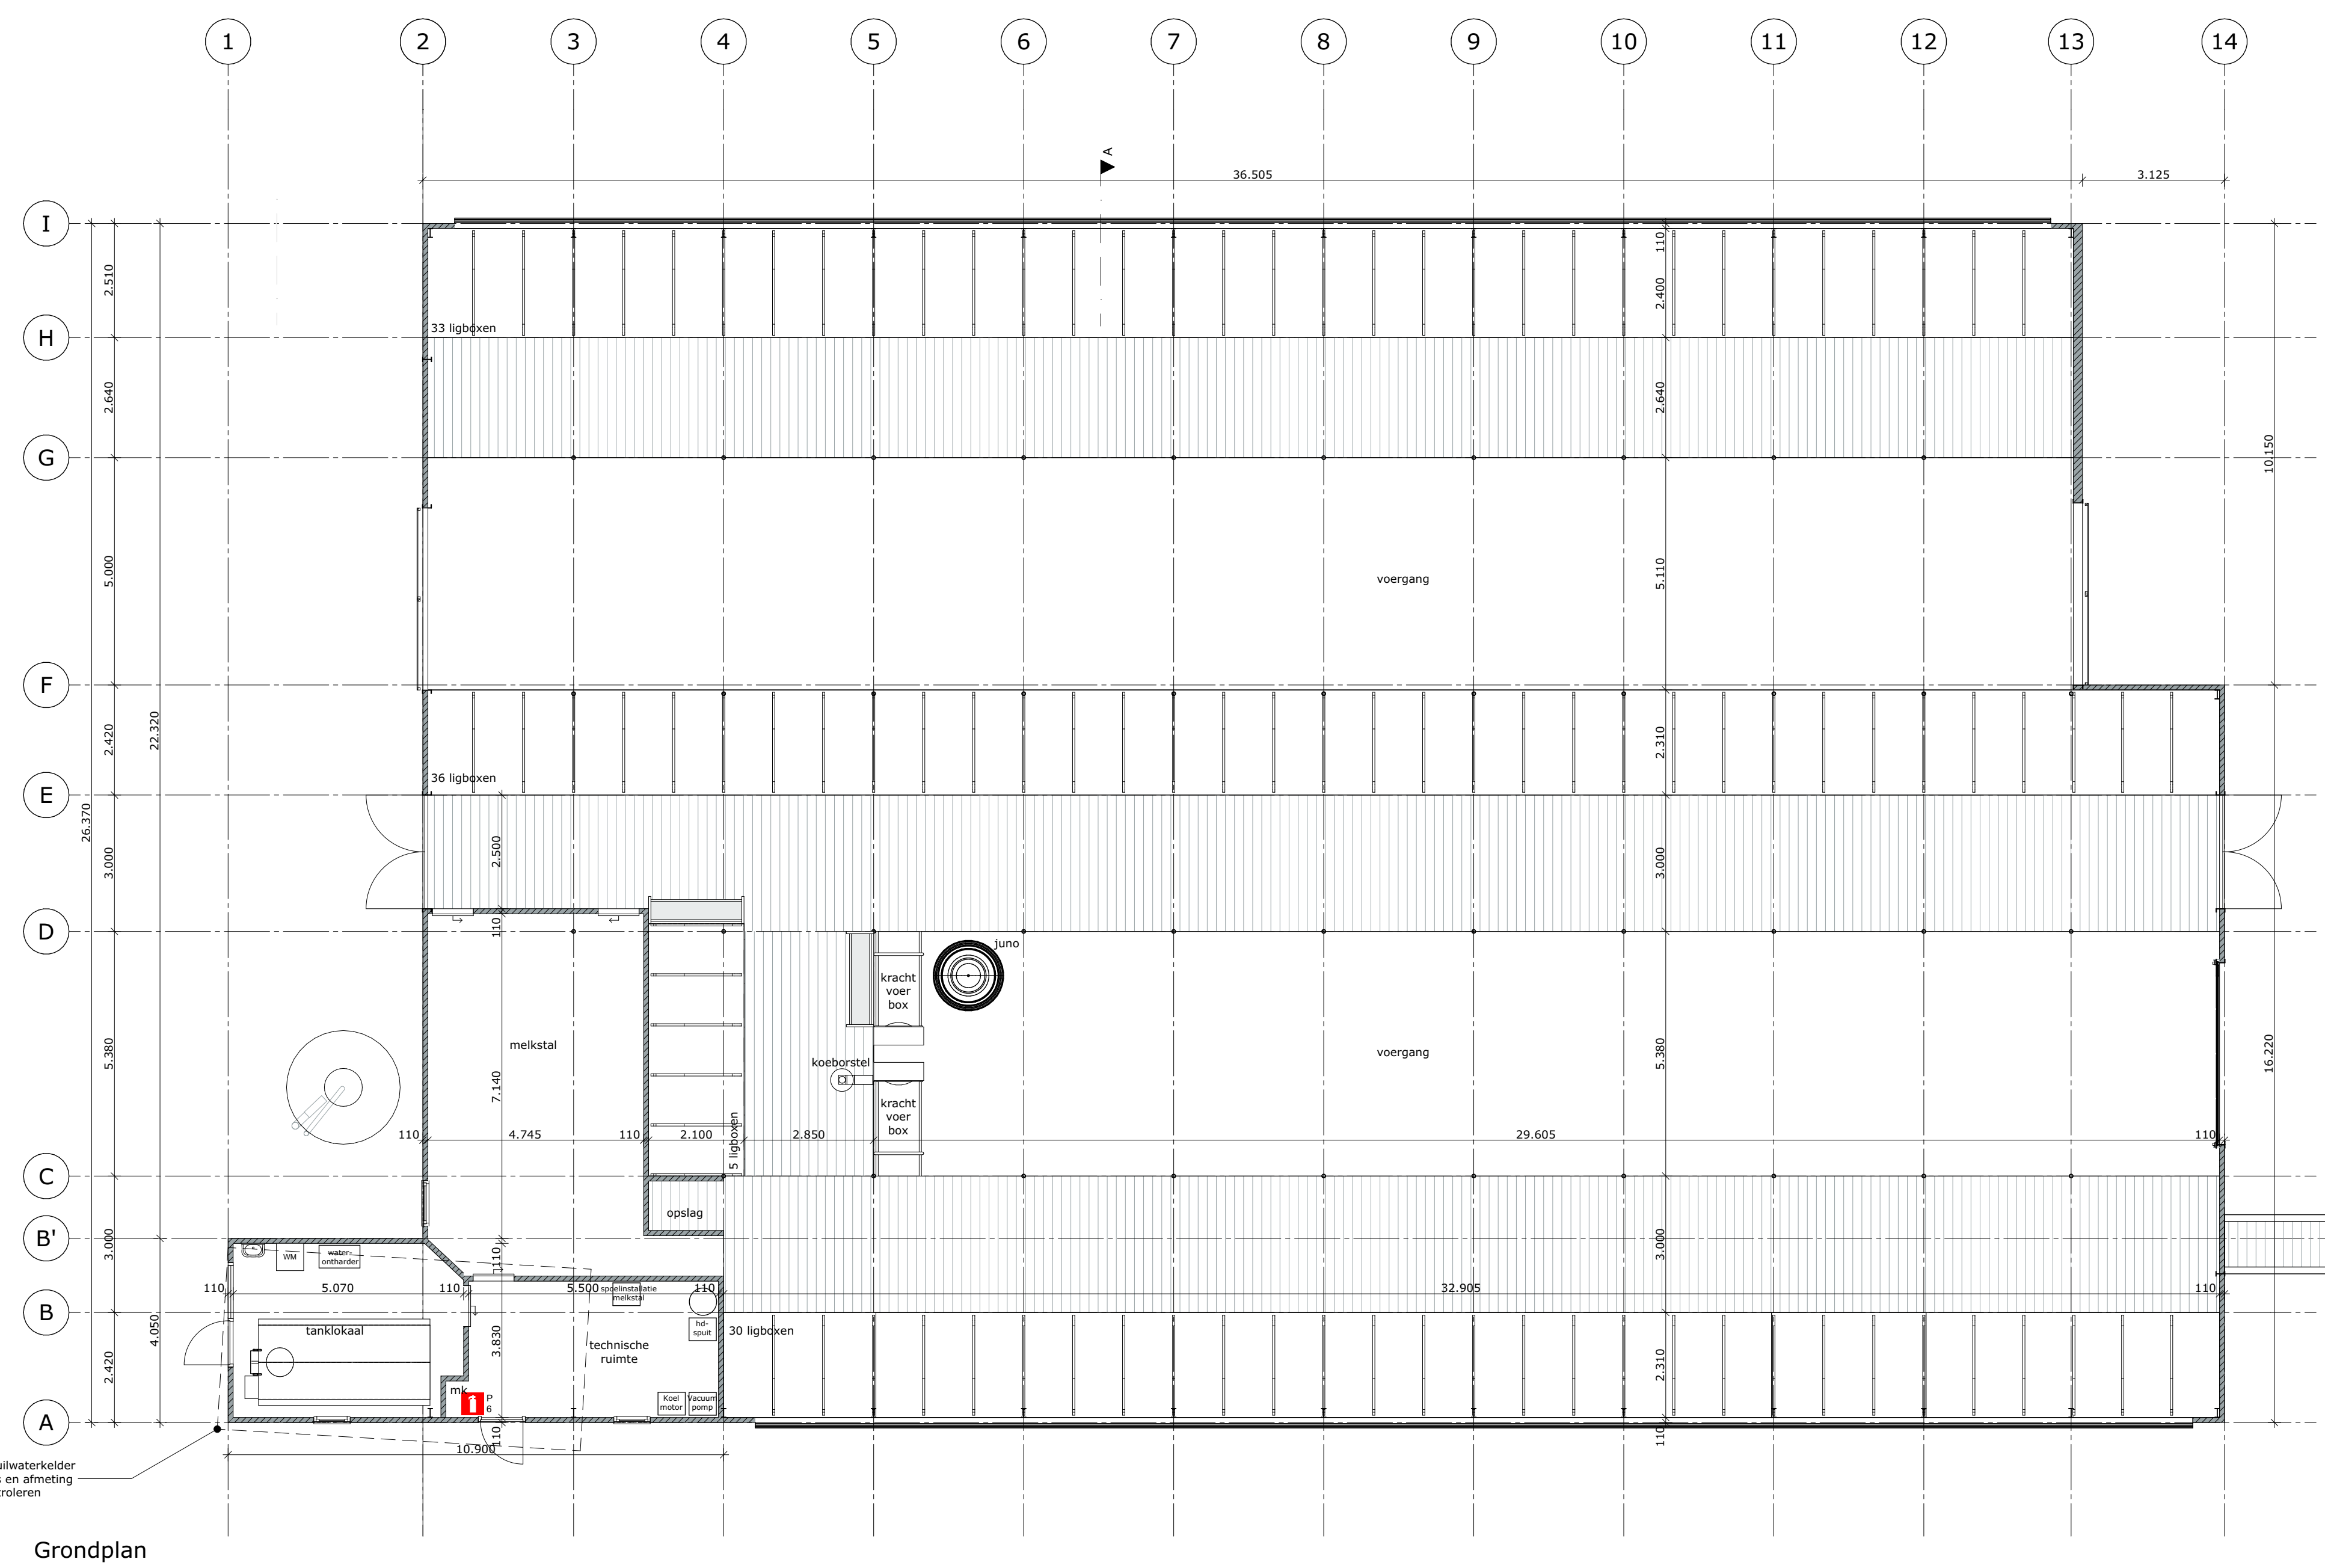 1 2 3 4 5 6 7 8 9 10 11 12 13 14
A
36.505 3.125
I
110
2.510
2.400
33 ligboxen
H
2.640
2.640
G
10.150
5.000
voergang
5.110
F
2.420
22.320
2.310
36 ligboxen
E
26.370
3.000
2.500
3.000
D
110
juno
kracht
voer
box
melkstal
voergang
5.380
5.380
16.220
koeborstel
7.140
kracht
voer
box
110 4.745 110 2.100 2.850 29.605 110
5 ligboxen
C
opslag
B'
3.000
110
3.000
WM
water-
ontharder
110 5.070 110 5.500 110 32.905 110
spoelinstallatie
melkstal
B
4.050
tanklokaal
3.830
hd-
spuit
30 ligboxen
technische
ruimte
2.420
2.310
mk
P
6
Koel
motor
Vacuum
pomp
A
110
110
10.900
en afmeting
Grondplan